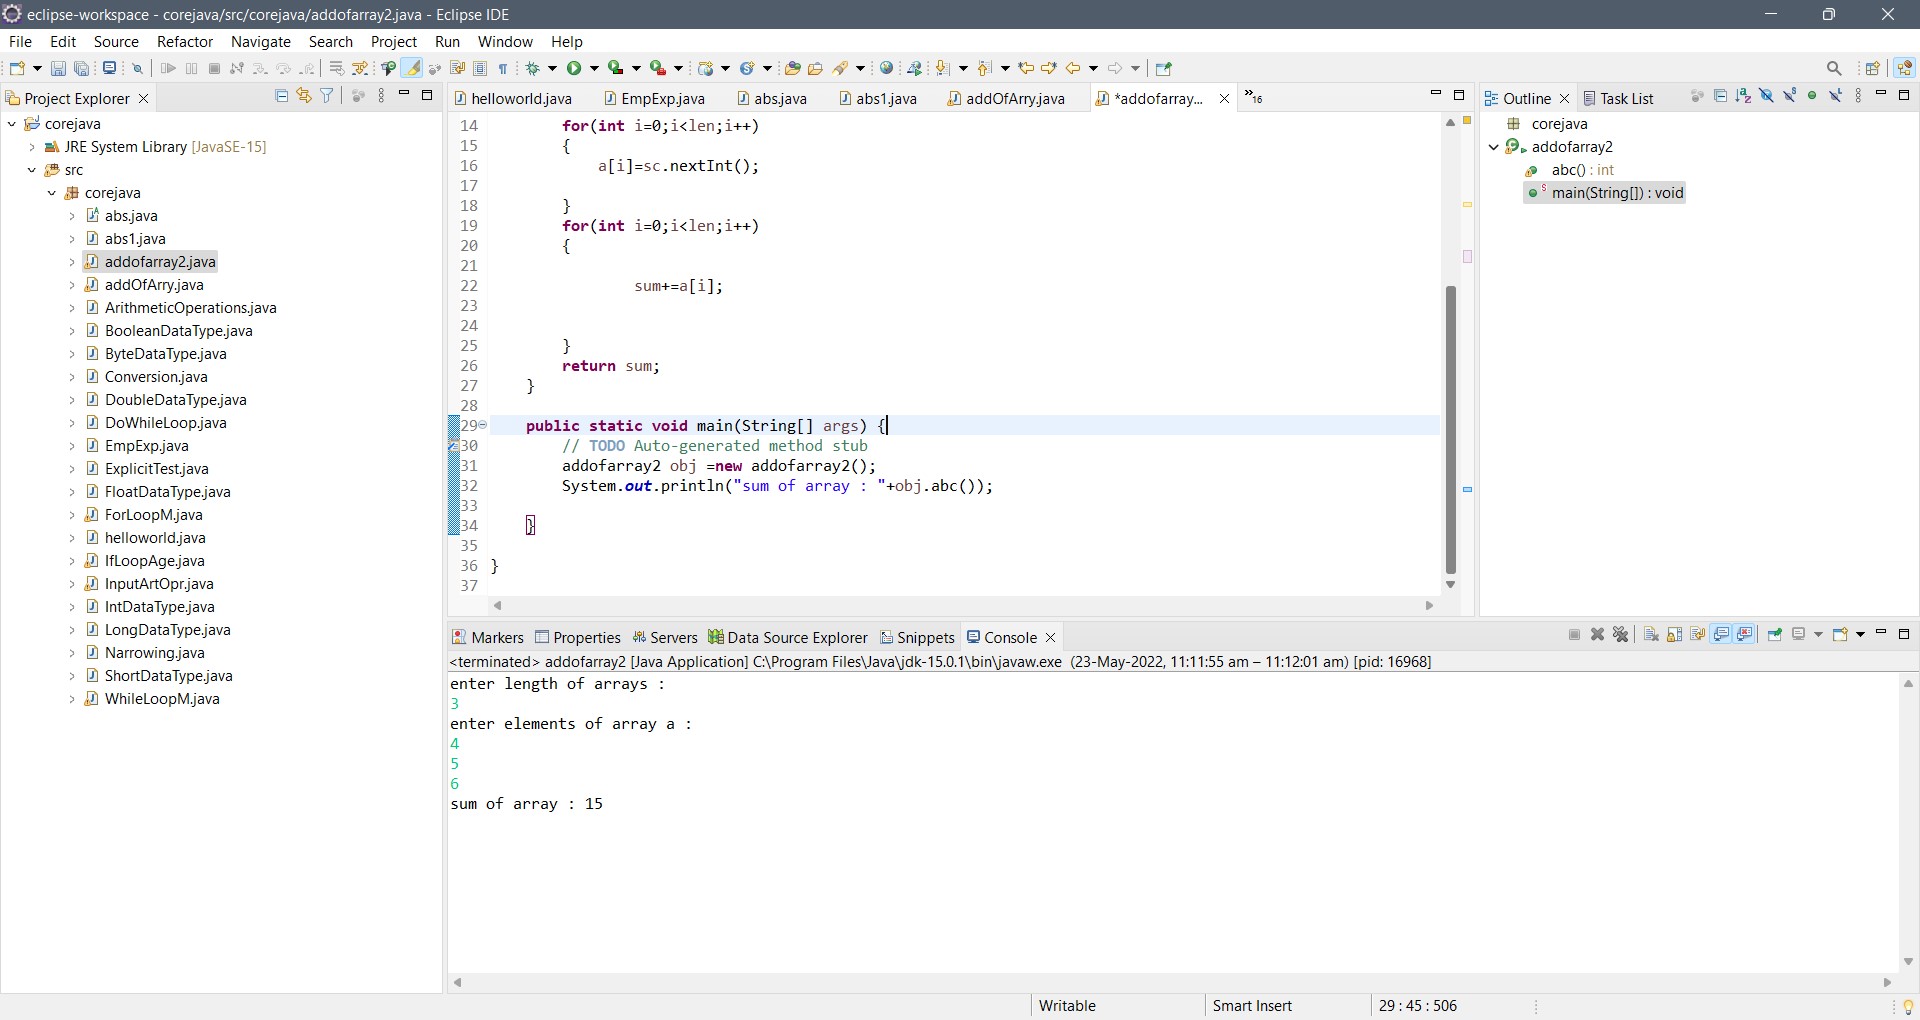 eclipse-workspace - corejava/src/corejava/addofarray2.java - Eclipse IDE
File Edit Source Refactor Navigate Search Project Run Window Help
Project Explorer
corejava
JRE System Library [JavaSE-15]
src
corejava
abs.java
abs1.java
addofarray2.java
addOfArry.java
ArithmeticOperations.java
BooleanDataType.java
ByteDataType.java
Conversion.java
DoubleDataType.java
DoWhileLoop.java
EmpExp.java
ExplicitTest.java
FloatDataType.java
ForLoopM.java
helloworld.java
IfLoopAge.java
InputArtOpr.java
IntDataType.java
LongDataType.java
Narrowing.java
ShortDataType.java
WhileLoopM.java
helloworld.java EmpExp.java abs.java abs1.java addOfArry.java *addofarray... »16
14 for(int i=0;i<len;i++)
15 {
16 a[i]=sc.nextInt();
17
18 }
19 for(int i=0;i<len;i++)
20 {
21
22 sum+=a[i];
23
24
25 }
26 return sum;
27 }
28
29 public static void main(String[] args) {
30 // TODO Auto-generated method stub
31 addofarray2 obj =new addofarray2();
32 System.out.println("sum of array : "+obj.abc());
33
34 }
35
36 }
37
Outline Task List
corejava
addofarray2
abc() : int
main(String[]) : void
Markers Properties Servers Data Source Explorer Snippets Console
<terminated> addofarray2 [Java Application] C:\Program Files\Java\jdk-15.0.1\bin\javaw.exe (23-May-2022, 11:11:55 am – 11:12:01 am) [pid: 16968]
enter length of arrays :
3
enter elements of array a :
4
5
6
sum of array : 15
Writable Smart Insert 29 : 45 : 506